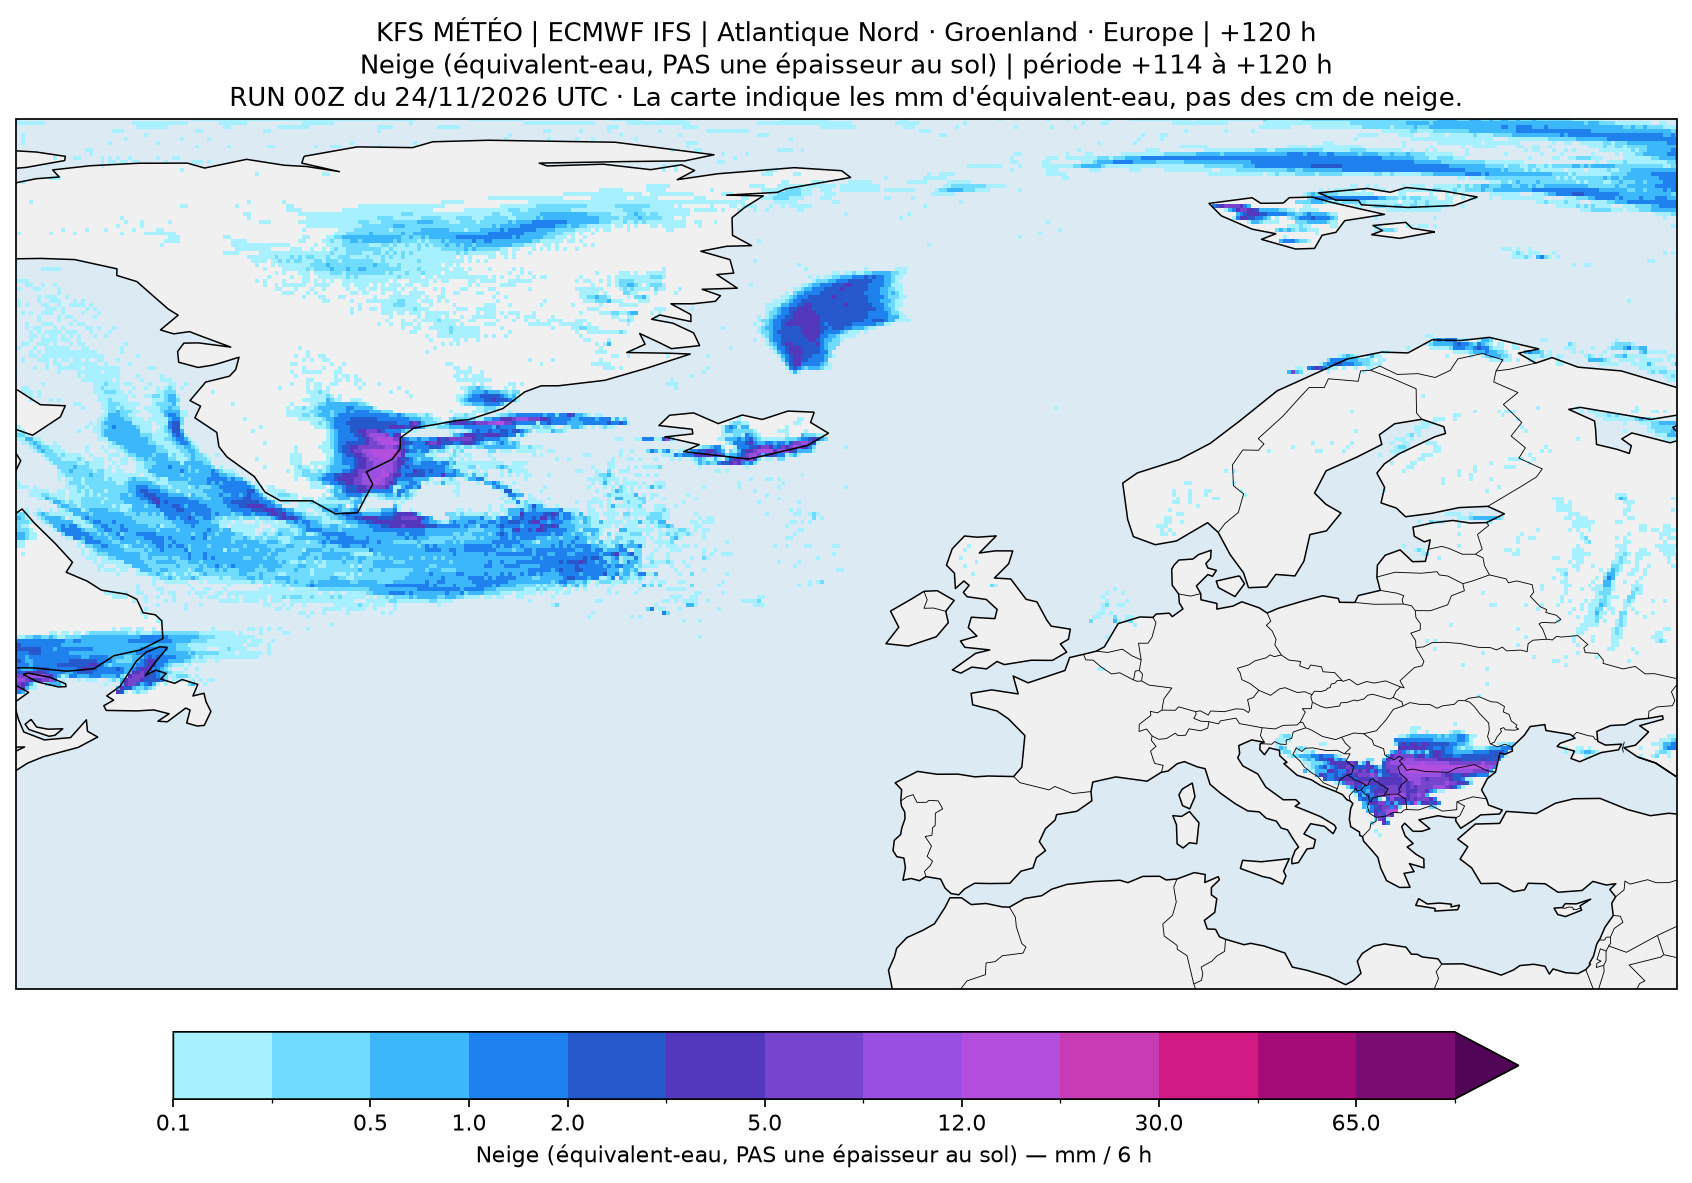 KFS MÉTÉO | ECMWF IFS | Atlantique Nord · Groenland · Europe | +120 h
Neige (équivalent-eau, PAS une épaisseur au sol) | période +114 à +120 h
RUN 00Z du 24/11/2026 UTC · La carte indique les mm d'équivalent-eau, pas des cm de neige.
0.1 0.5 1.0 2.0 5.0 12.0 30.0 65.0
Neige (équivalent-eau, PAS une épaisseur au sol) — mm / 6 h